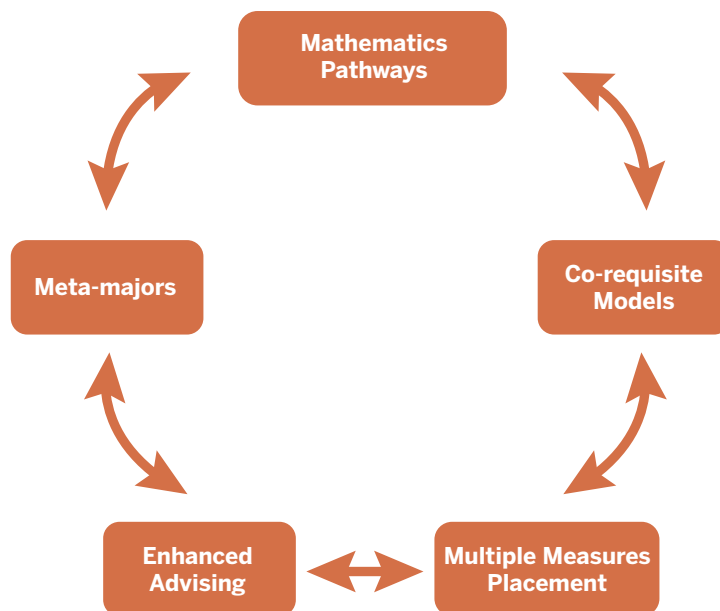 Mathematics
Pathways
Meta-majors
Co-requisite
Models
Enhanced
Advising
Multiple Measures
Placement